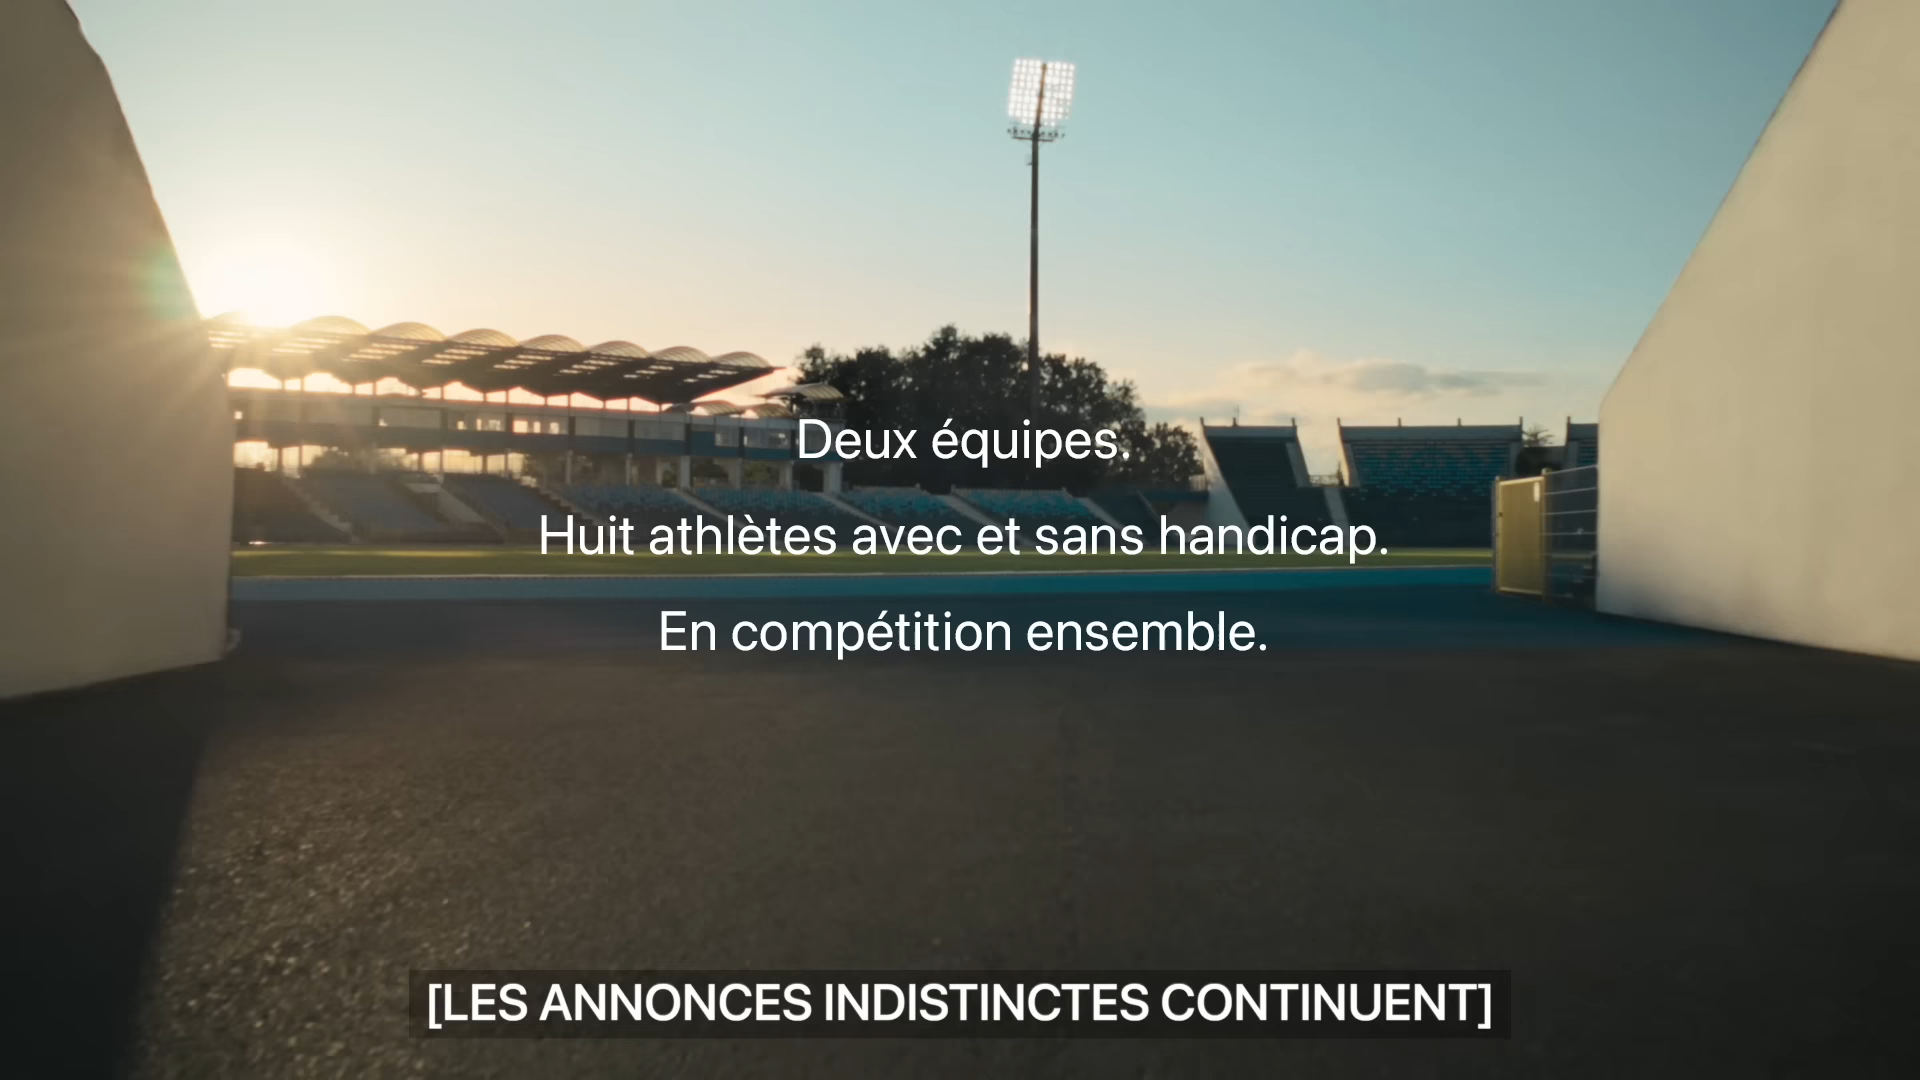 Deux équipes.
Huit athlètes avec et sans handicap.
En compétition ensemble.
[LES ANNONCES INDISTINCTES CONTINUENT]